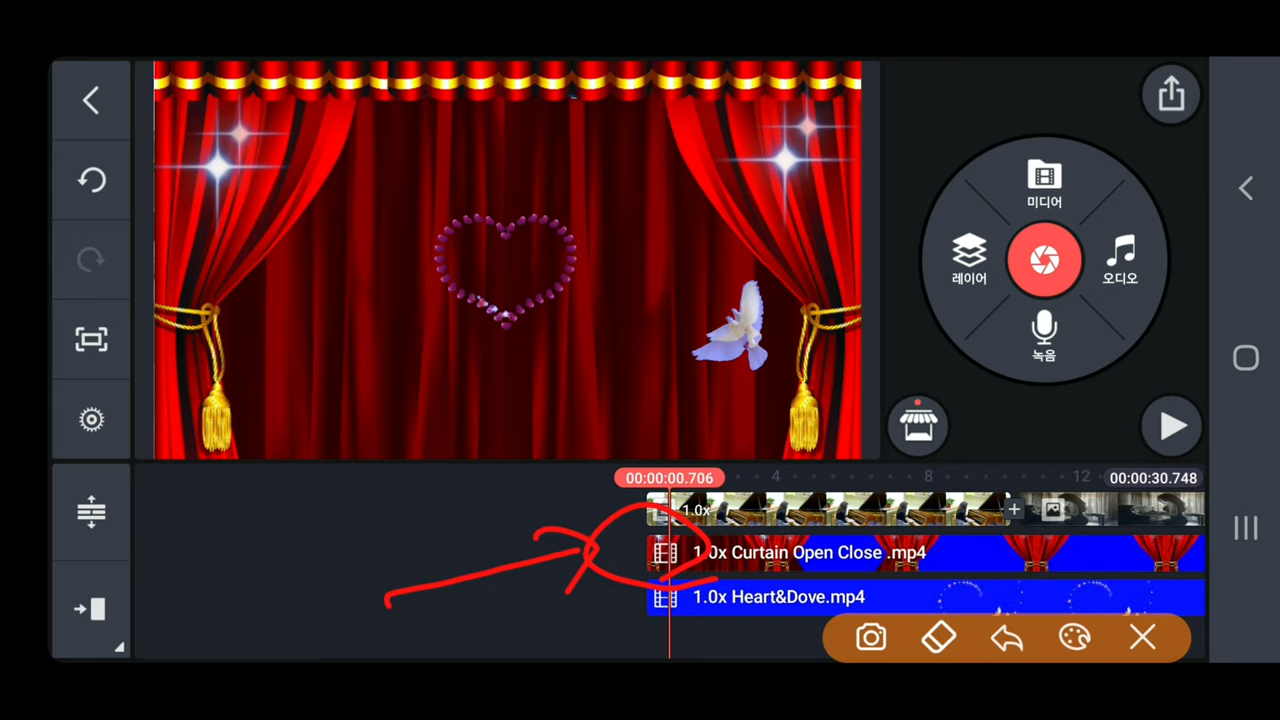 미디어
레이어
오디오
녹음
00:00:00.706
4
8
12
00:00:30.748
1.0x
1.0x Curtain Open Close .mp4
1.0x Heart&Dove.mp4